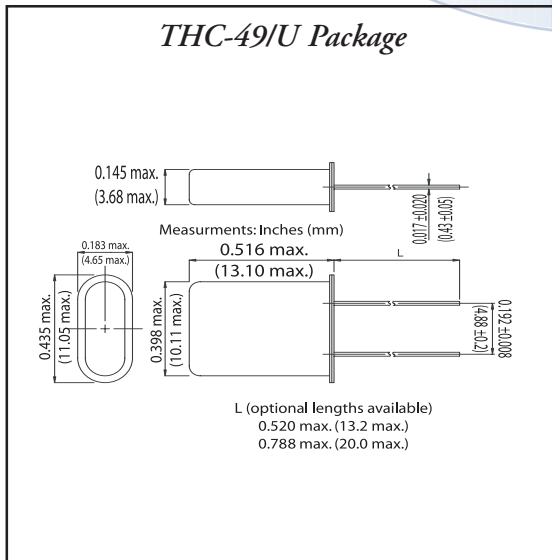 THC-49/U Package
0.145 max.
(3.68 max.)
0.017 ±0.020
(0.43 ±0.05)
Measurments: Inches (mm)
0.183 max.
(4.65 max.)
0.516 max.
(13.10 max.)
L
0.435 max.
(11.05 max.)
0.398 max.
(10.11 max.)
0.192 ±0.008
(4.88 ±0.2)
L (optional lengths available)
0.520 max. (13.2 max.)
0.788 max. (20.0 max.)